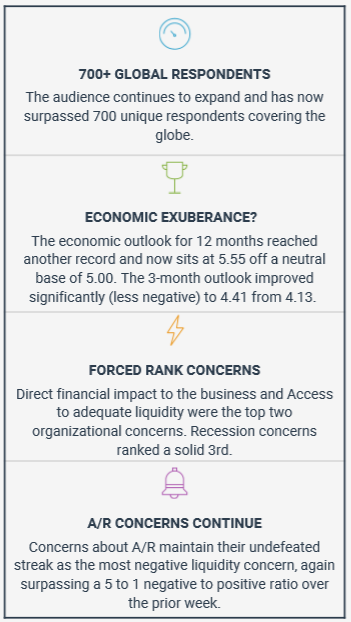 700+ GLOBAL RESPONDENTS
The audience continues to expand and has now
surpassed 700 unique respondents covering the
globe.
ECONOMIC EXUBERANCE?
The economic outlook for 12 months reached
another record and now sits at 5.55 off a neutral
base of 5.00. The 3-month outlook improved
significantly (less negative) to 4.41 from 4.13.
FORCED RANK CONCERNS
Direct financial impact to the business and Access
to adequate liquidity were the top two
organizational concerns. Recession concerns
ranked a solid 3rd.
A/R CONCERNS CONTINUE
Concerns about A/R maintain their undefeated
streak as the most negative liquidity concern, again
surpassing a 5 to 1 negative to positive ratio over
the prior week.